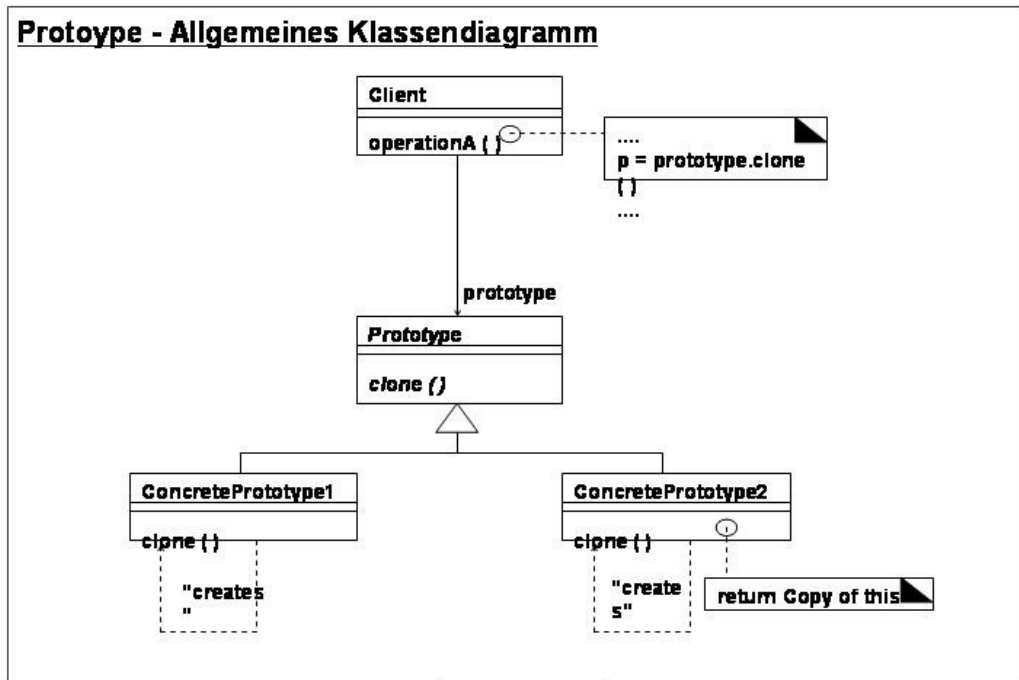 Protoype - Allgemeines Klassendiagramm
Client
operationA ( )
....
p = prototype.clone
( )
....
prototype
Prototype
clone ( )
ConcretePrototype1
clone ( )
"creates
"
ConcretePrototype2
clone ( )
"create
s"
return Copy of this